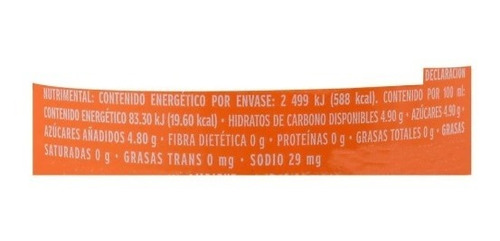 DECLARACIÓN
NUTRIMENTAL: CONTENIDO ENERGÉTICO POR ENVASE: 2 499 kJ (588 kcal). CONTENIDO POR 100 ml:
CONTENIDO ENERGÉTICO 83.30 kJ (19.60 kcal) • HIDRATOS DE CARBONO DISPONIBLES 4.90 g • AZÚCARES 4.90 g •
AZÚCARES AÑADIDOS 4.80 g • FIBRA DIETÉTICA 0 g • PROTEÍNAS 0 g • GRASAS TOTALES 0 g • GRASAS
SATURADAS 0 g • GRASAS TRANS 0 mg • SODIO 29 mg